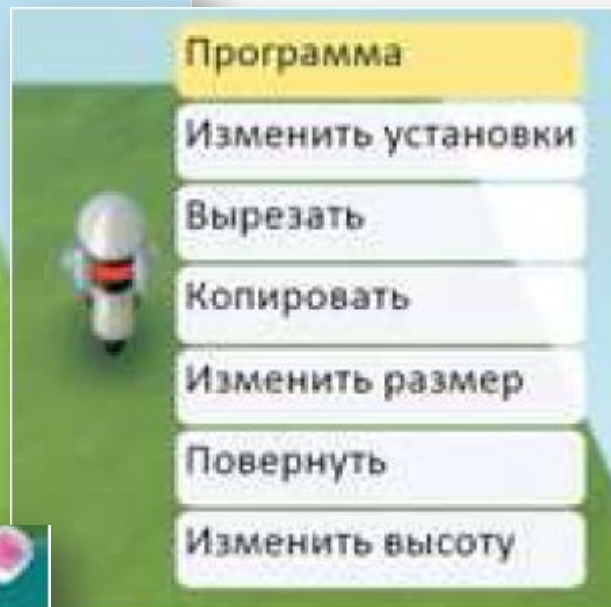 Программа
Изменить установки
Вырезать
Копировать
Изменить размер
Повернуть
Изменить высоту